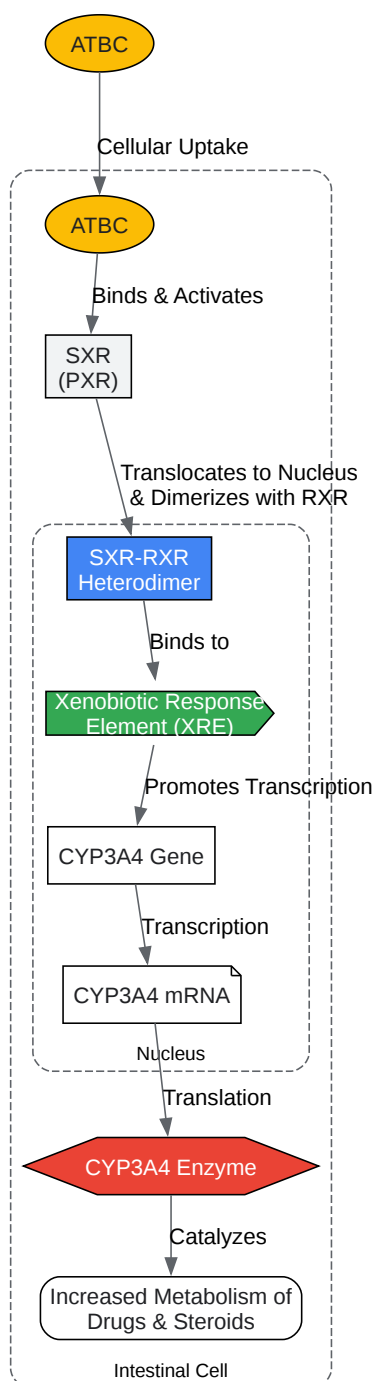 ATBC
Cellular Uptake
ATBC
Binds & Activates
SXR
(PXR)
Translocates to Nucleus
& Dimerizes with RXR
SXR-RXR
Heterodimer
Binds to
Xenobiotic Response
Element (XRE)
Promotes Transcription
CYP3A4 Gene
Transcription
CYP3A4 mRNA
Nucleus
Translation
CYP3A4 Enzyme
Catalyzes
Increased Metabolism of
Drugs & Steroids
Intestinal Cell